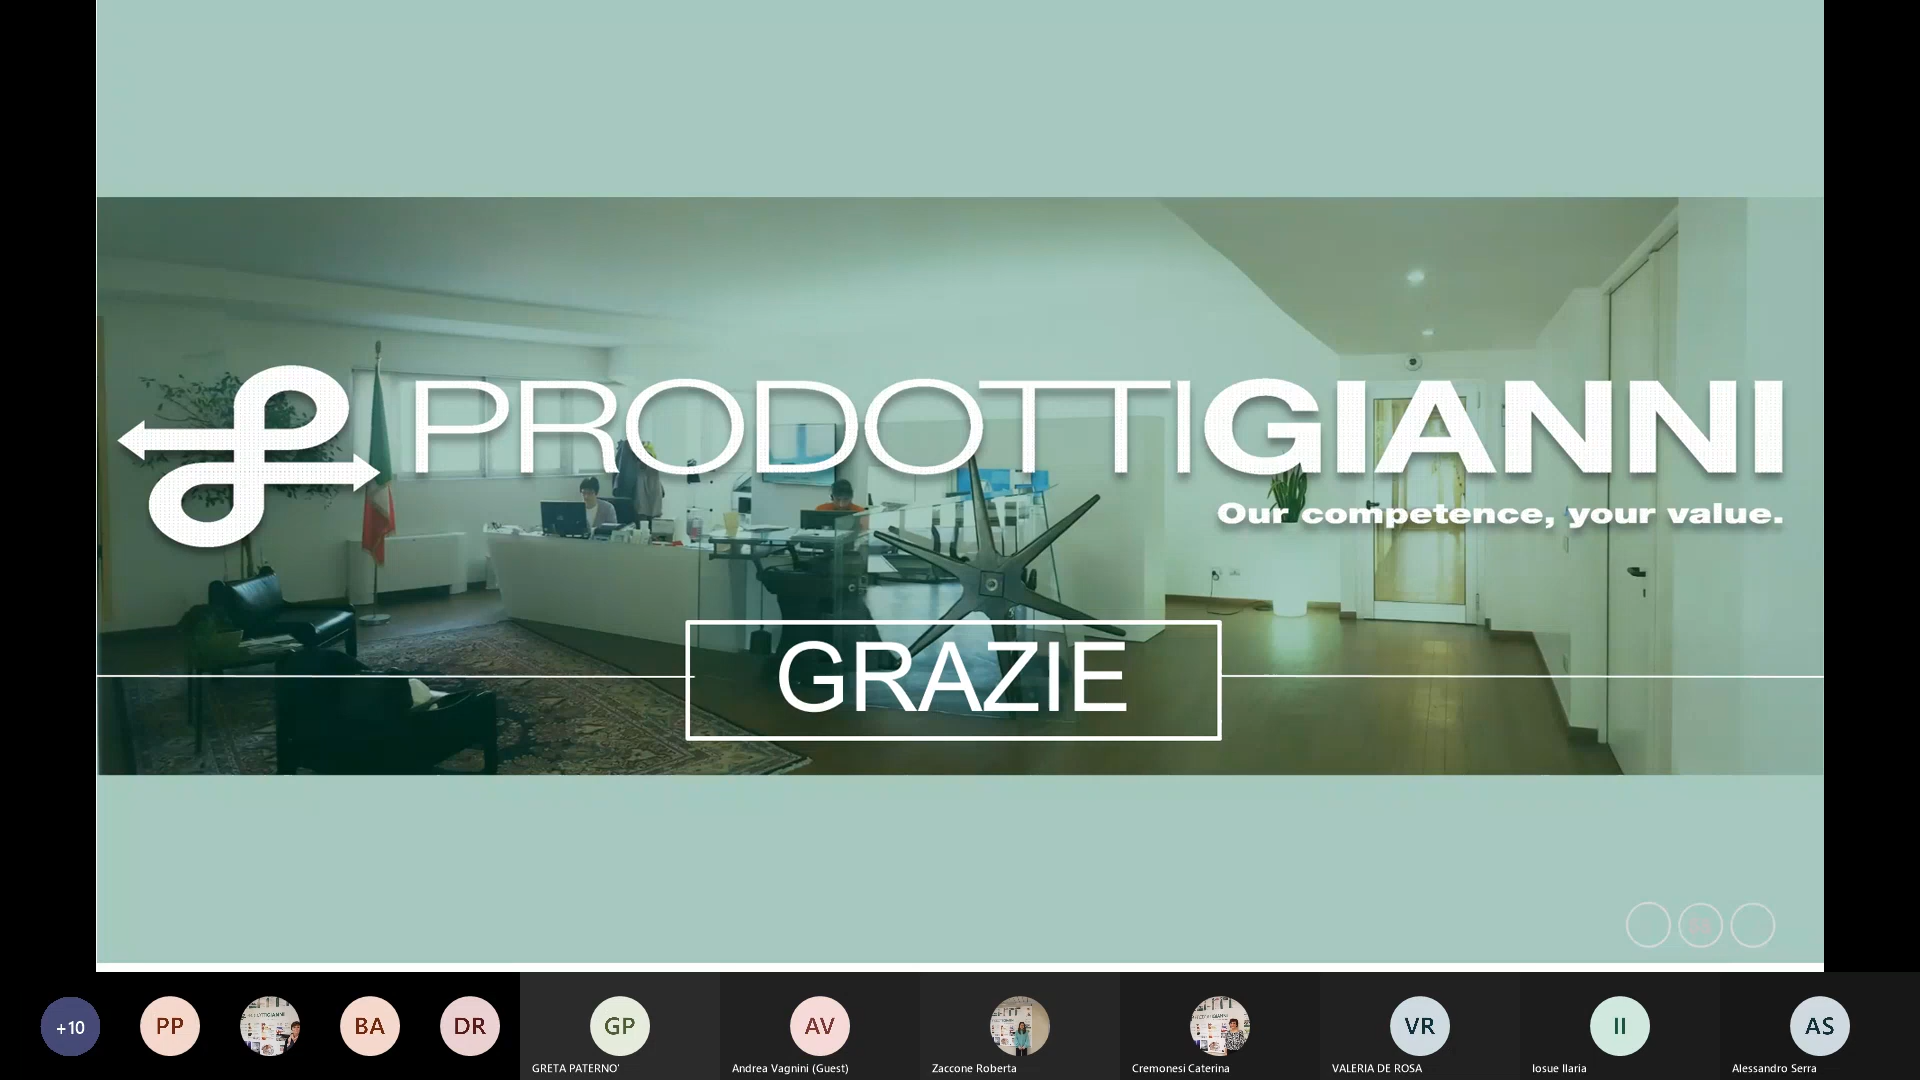 PRODOTTIGIANNI
Our competence, your value.
GRAZIE
+10
PP
BA
DR
GP
AV
VR
II
AS
GRETA PATERNO'
Andrea Vagnini (Guest)
Zaccone Roberta
Cremonesi Caterina
VALERIA DE ROSA
Iosue Ilaria
Alessandro Serra